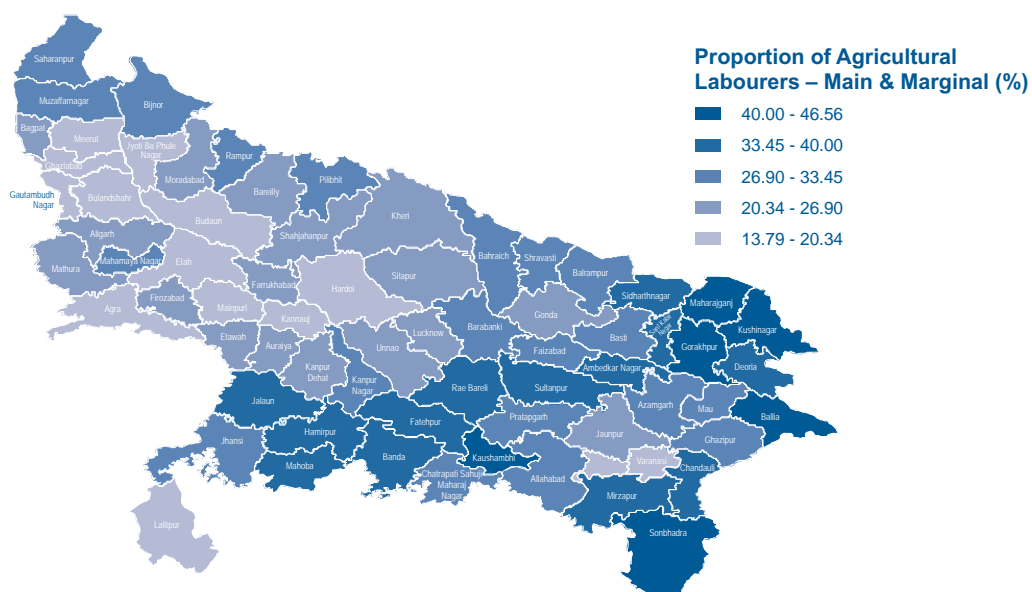 Proportion of Agricultural
Labourers – Main & Marginal (%)
40.00 - 46.56
33.45 - 40.00
26.90 - 33.45
20.34 - 26.90
13.79 - 20.34
Saharanpur
Muzaffarnagar
Bijnor
Bagpat
Meerut
Jyoti Ba Phule
Nagar
Ghaziabad
Rampur
Moradabad
Pilibhit
Bareilly
Gautambudh
Nagar
Bulandshahr
Budaun
Kheri
Aligarh
Shahjahanpur
Mahamaya Nagar
Etah
Mathura
Bahraich
Shravasti
Balrampur
Sitapur
Farrukhabad
Hardoi
Firozabad
Agra
Mainpuri
Kannauj
Sidharthnagar
Maharajganj
Gonda
Kushinagar
Barabanki
Lucknow
Etawah
Auraiya
Unnao
Basti
Sant Kabir
Nagar
Gorakhpur
Faizabad
Kanpur
Dehat
Ambedkar Nagar
Deoria
Kanpur
Nagar
Rae Bareli
Sultanpur
Jalaun
Azamgarh
Mau
Ballia
Fatehpur
Pratapgarh
Hamirpur
Jaunpur
Jhansi
Ghazipur
Banda
Kaushambhi
Varanasi
Mahoba
Chandauli
Chatrapati Sahuji
Maharaj
Nagar
Allahabad
Mirzapur
Lalitpur
Sonbhadra